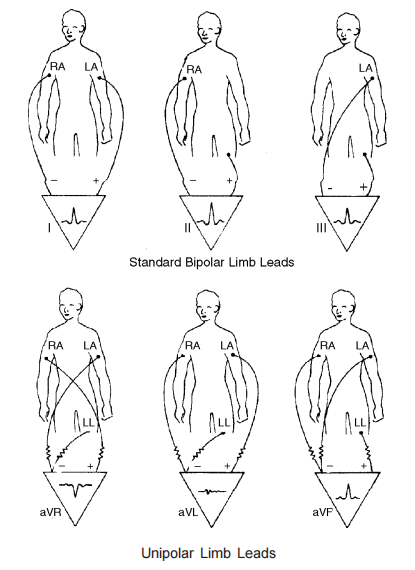 RA LA
RA
LA
- +
- +
- +
I
II
III
Standard Bipolar Limb Leads
RA LA
RA LA
RA LA
LL
LL
LL
- +
- +
- +
aVR
aVL
aVF
Unipolar Limb Leads